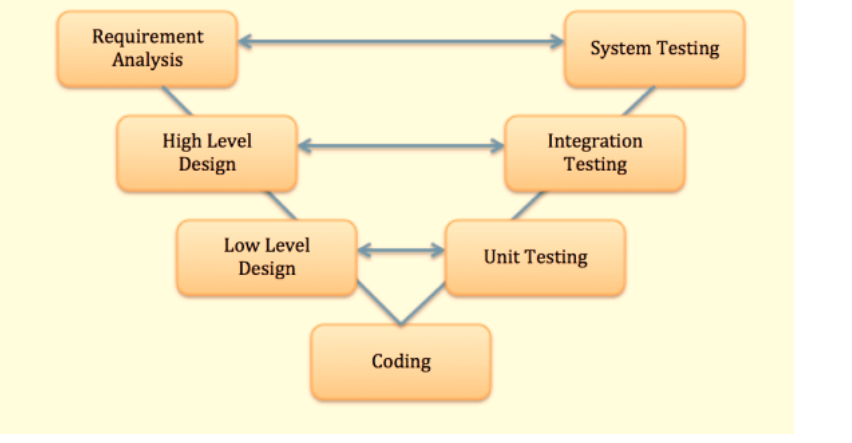 Requirement
Analysis
System Testing
High Level
Design
Integration
Testing
Low Level
Design
Unit Testing
Coding